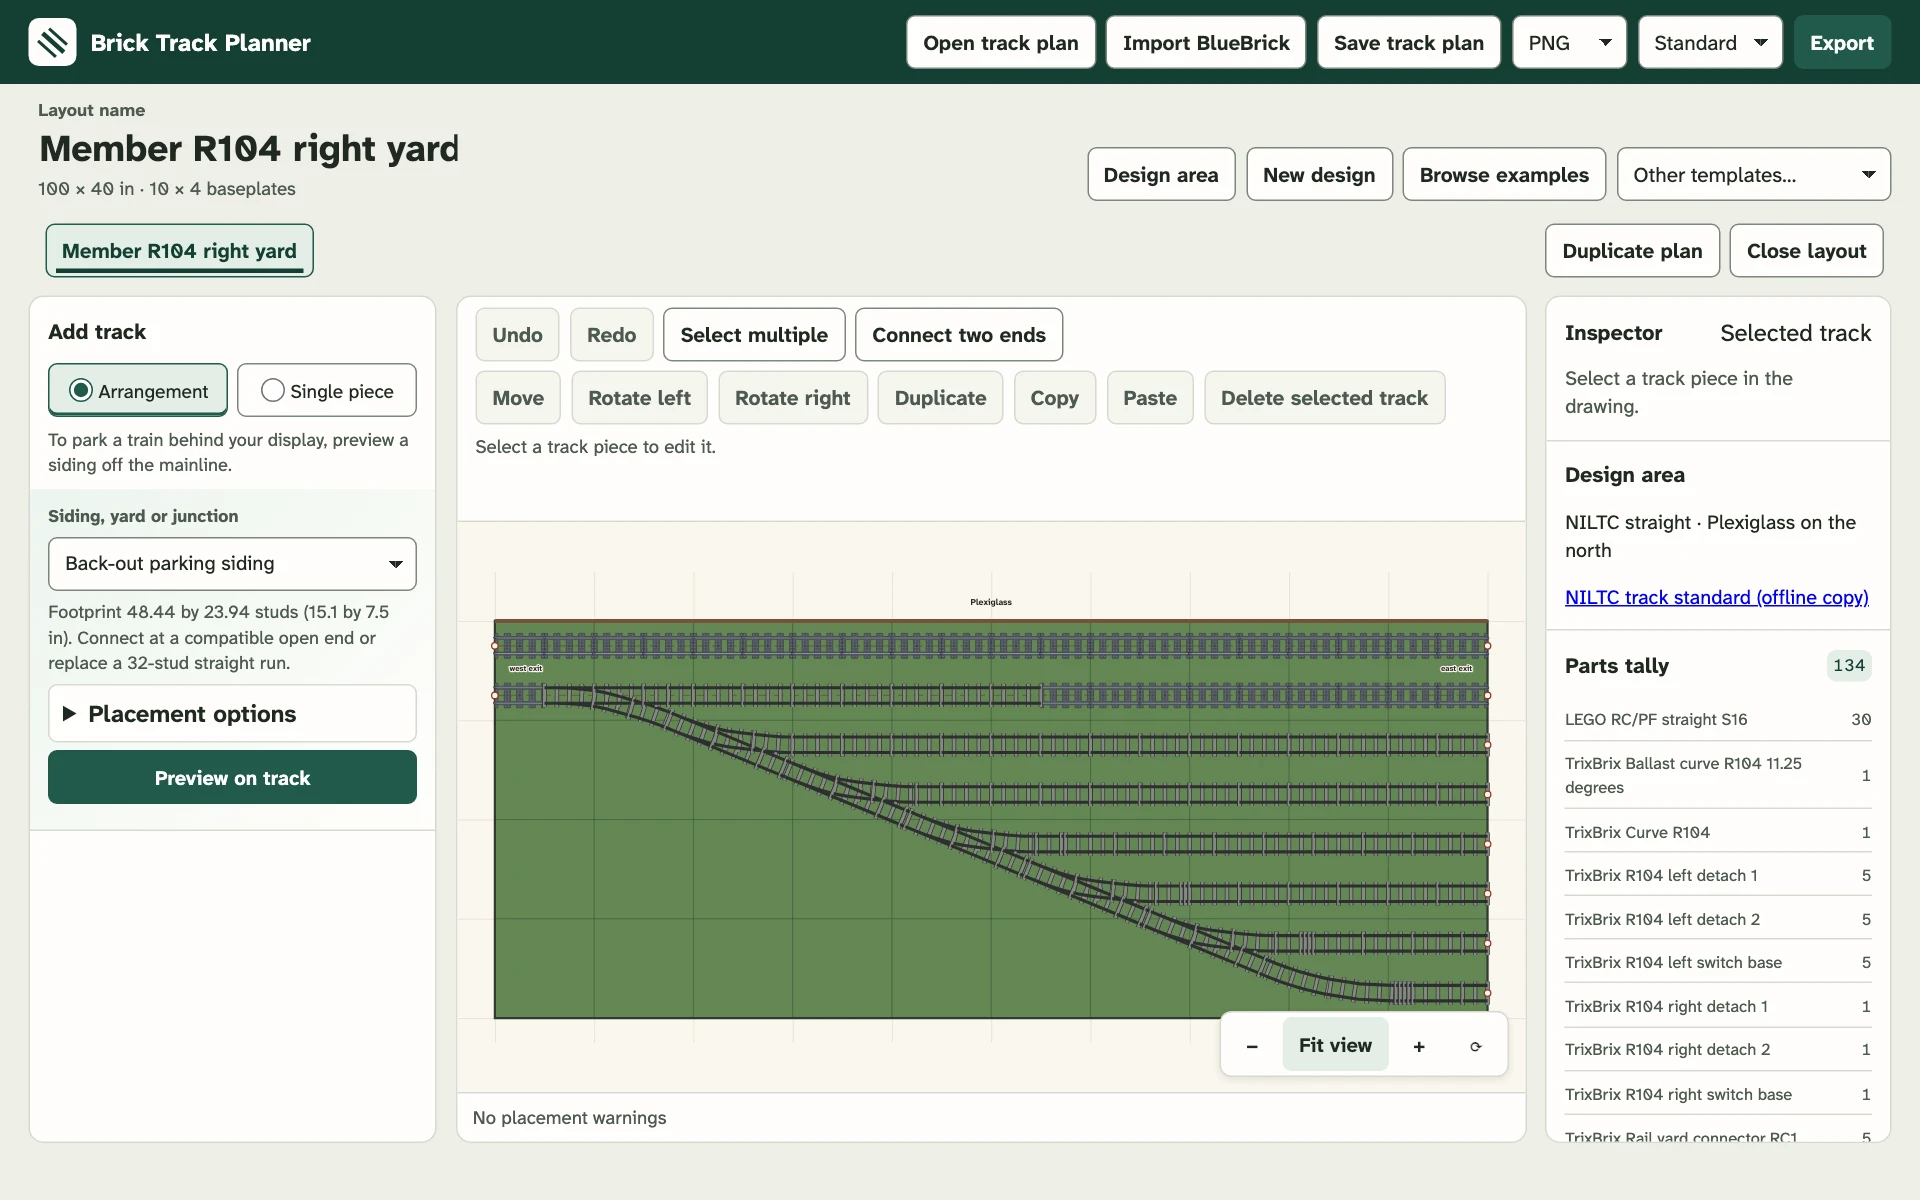 Brick Track Planner
Open track plan
Import BlueBrick
Save track plan
PNG
Standard
Export
Layout name
Member R104 right yard
100 × 40 in · 10 × 4 baseplates
Design area
New design
Browse examples
Other templates...
Member R104 right yard
Duplicate plan
Close layout
Add track
Arrangement
Single piece
To park a train behind your display, preview a
siding off the mainline.
Siding, yard or junction
Back-out parking siding
Footprint 48.44 by 23.94 studs (15.1 by 7.5
in). Connect at a compatible open end or
replace a 32-stud straight run.
Placement options
Preview on track
Undo
Redo
Select multiple
Connect two ends
Move
Rotate left
Rotate right
Duplicate
Copy
Paste
Delete selected track
Select a track piece to edit it.
Plexiglass
west exit
east exit
−
Fit view
+
⟳
No placement warnings
Inspector
Selected track
Select a track piece in the
drawing.
Design area
NILTC straight · Plexiglass on the
north
NILTC track standard (offline copy)
Parts tally
134
LEGO RC/PF straight S16
30
TrixBrix Ballast curve R104 11.25
degrees
1
TrixBrix Curve R104
1
TrixBrix R104 left detach 1
5
TrixBrix R104 left detach 2
5
TrixBrix R104 left switch base
5
TrixBrix R104 right detach 1
1
TrixBrix R104 right detach 2
1
TrixBrix R104 right switch base
1
TrixBrix Rail yard connector RC1
5